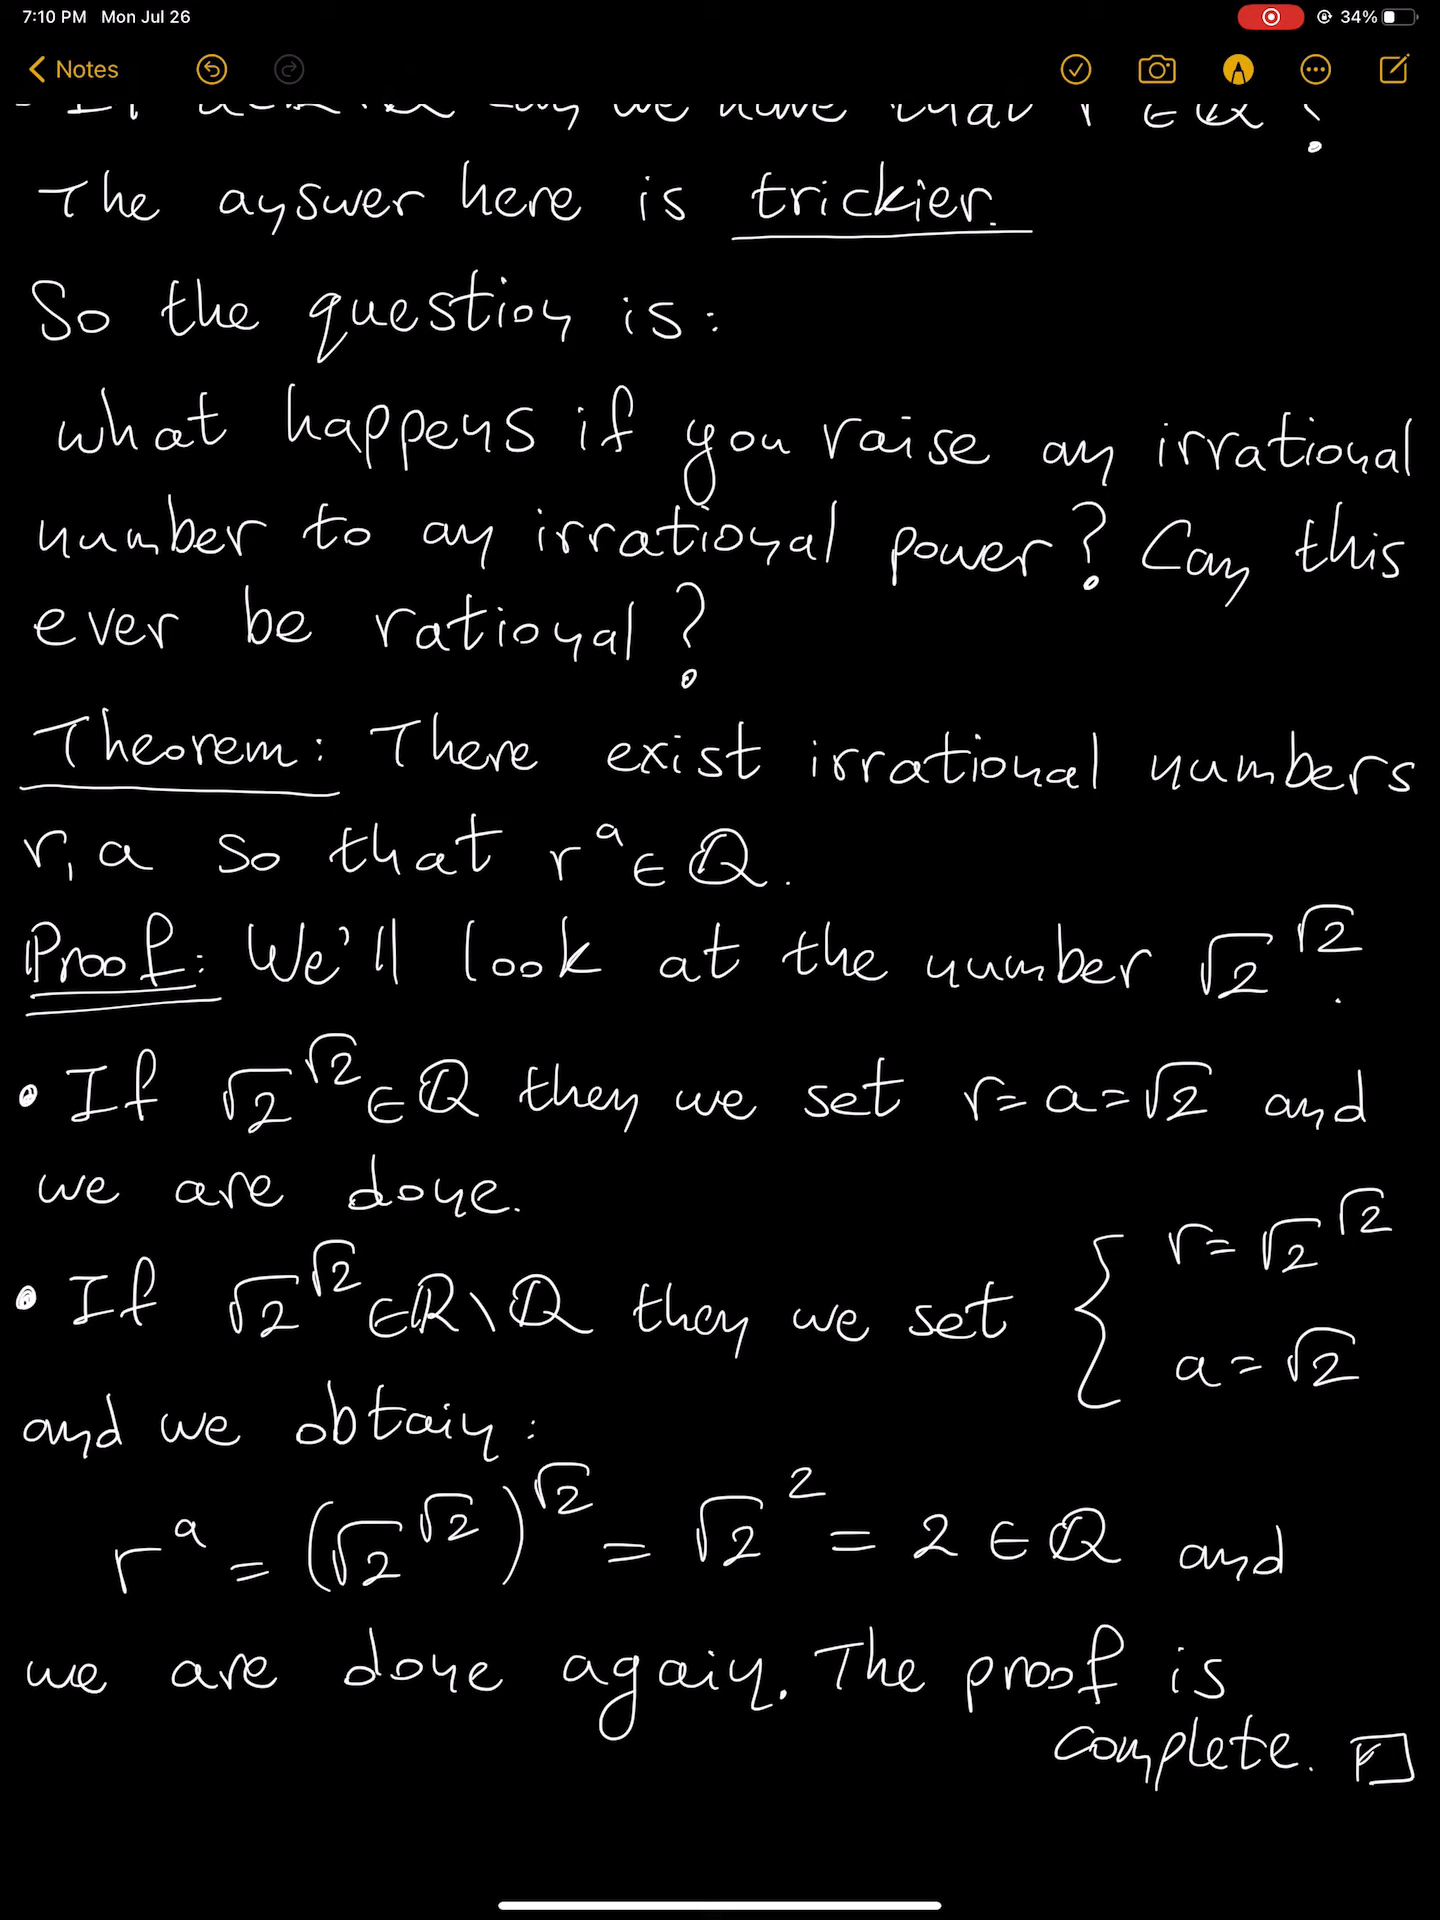 7:10 PM Mon Jul 26
34%
Notes
we have that r ∈ ℚ?
The answer here is trickier.
So the question is:
what happens if you raise an irrational
number to an irrational power? Can this
ever be rational?
Theorem: There exist irrational numbers
r, a so that r^a ∈ ℚ.
Proof: We'll look at the number √2^√2.
• If √2^√2 ∈ ℚ then we set r = a = √2 and
we are done.
• If √2^√2 ∈ ℝ\ℚ then we set { r = √2^√2
a = √2
and we obtain:
r^a = (√2^√2)^√2 = √2^2 = 2 ∈ ℚ and
we are done again. The proof is
complete.